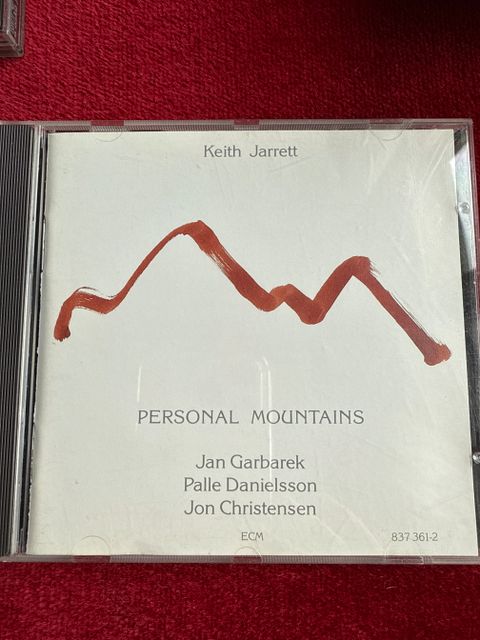 Keith Jarrett
PERSONAL MOUNTAINS
Jan Garbarek
Palle Danielsson
Jon Christensen
ECM 837 361-2